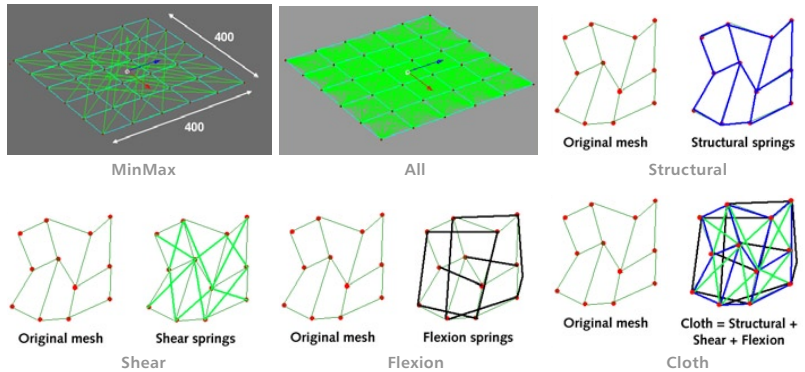 400
400
MinMax
All
Original mesh
Structural springs
Structural
Original mesh
Shear springs
Shear
Original mesh
Flexion springs
Flexion
Original mesh
Cloth = Structural +
Shear + Flexion
Cloth